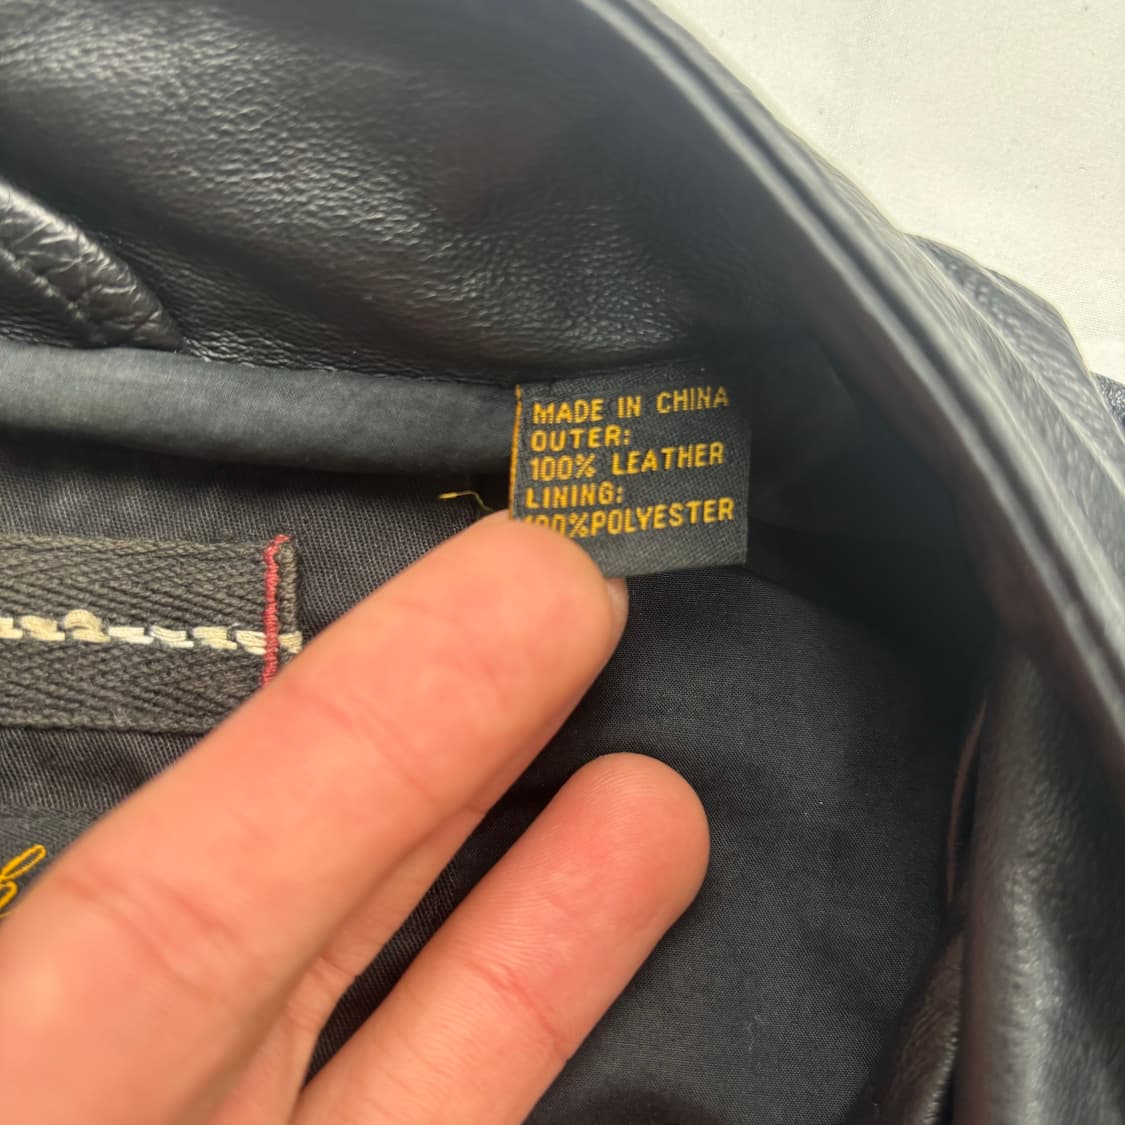 MADE IN CHINA
OUTER:
100% LEATHER
LINING:
100%POLYESTER